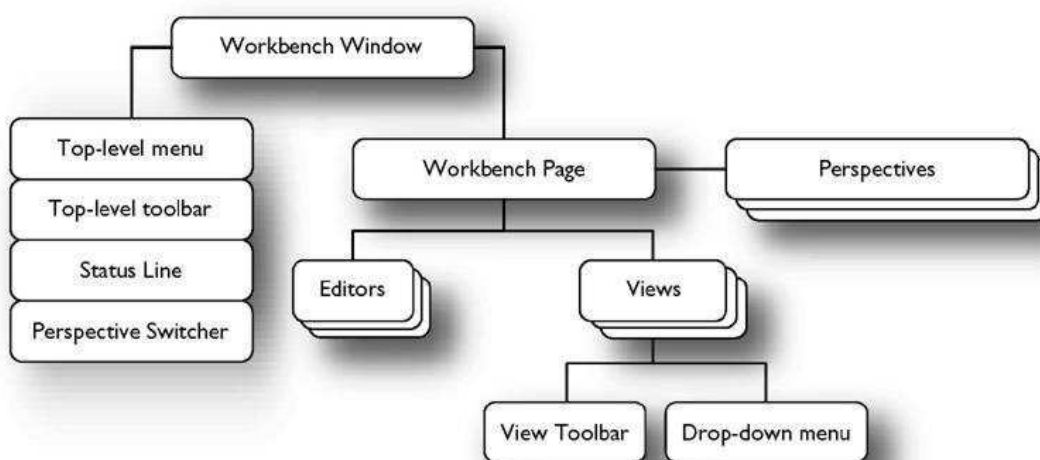 Workbench Window
Top-level menu
Top-level toolbar
Status Line
Perspective Switcher
Workbench Page
Perspectives
Editors
Views
View Toolbar
Drop-down menu